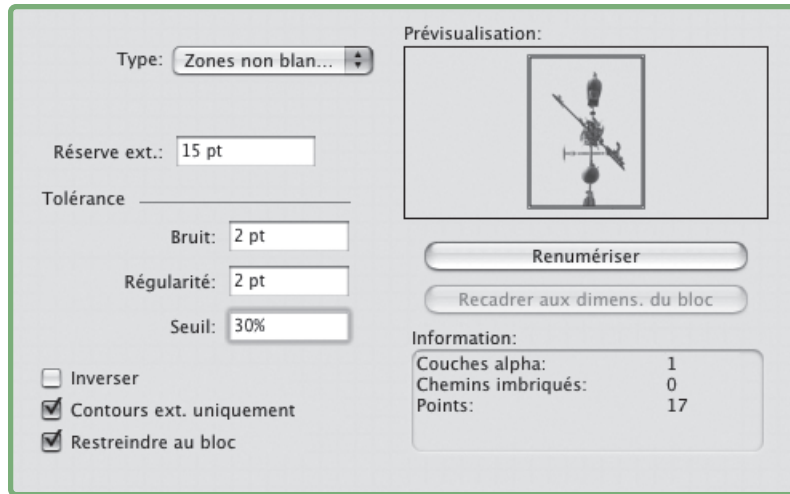 Type: Zones non blan...
Réserve ext.: 15 pt
Tolérance
Bruit: 2 pt
Régularité: 2 pt
Seuil: 30%
Inverser
Contours ext. uniquement
Restreindre au bloc
Prévisualisation:
Renumériser
Recadrer aux dimens. du bloc
Information:
Couches alpha: 1
Chemins imbriqués: 0
Points: 17